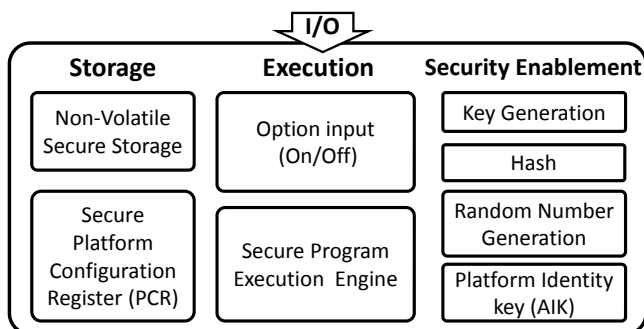 I/O
Storage
Non-Volatile
Secure Storage
Secure
Platform
Configuration
Register (PCR)
Execution
Option input
(On/Off)
Secure Program
Execution Engine
Security Enablement
Key Generation
Hash
Random Number
Generation
Platform Identity
key (AIK)